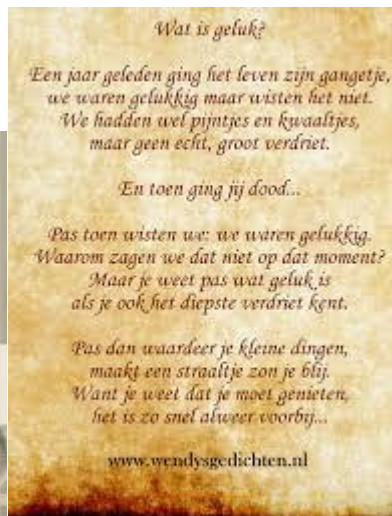 Wat is geluk?
Een jaar geleden ging het leven zijn gangetje,
we waren gelukkig maar wisten het niet.
We hadden wel pijntjes en kwaaltjes,
maar geen echt, groot verdriet.
En toen ging jij dood...
Pas toen wisten we: we waren gelukkig.
Waarom zagen we dat niet op dat moment?
Maar je weet pas wat geluk is
als je ook het diepste verdriet kent.
Pas dan waardeer je kleine dingen,
maakt een straaltje zon je blij.
Want je weet dat je moet genieten,
het is zo snel alweer voorbij...
www.wendysgedichten.nl